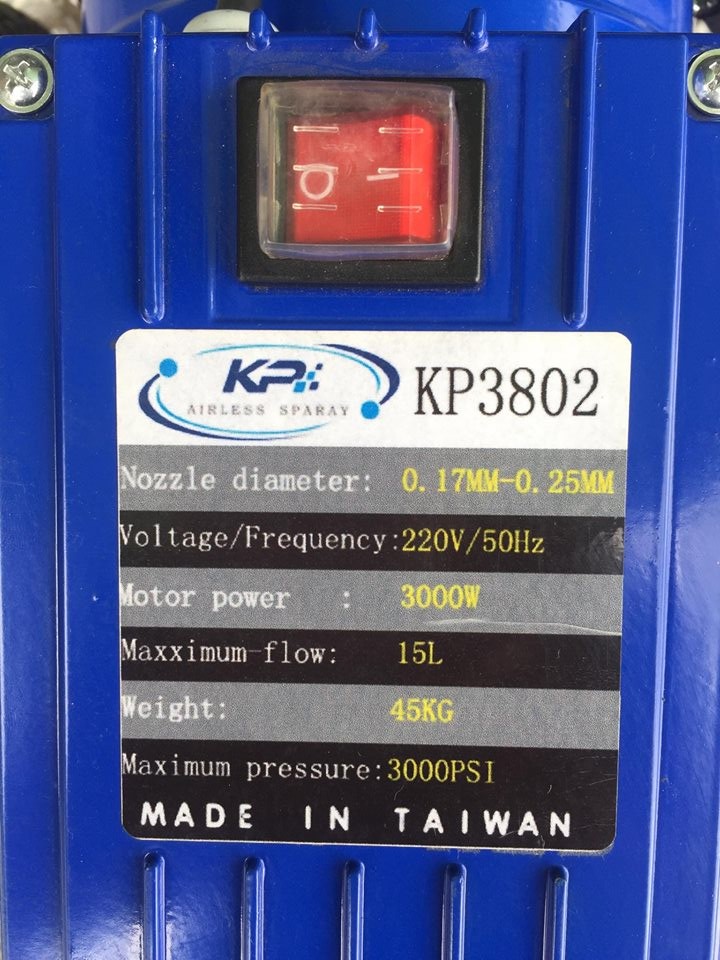 KP
AIRLESS SPARAY
KP3802
Nozzle diameter: 0.17MM-0.25MM
Voltage/Frequency:220V/50Hz
Motor power : 3000W
Maxximum-flow: 15L
Weight: 45KG
Maximum pressure:3000PSI
MADE IN TAIWAN